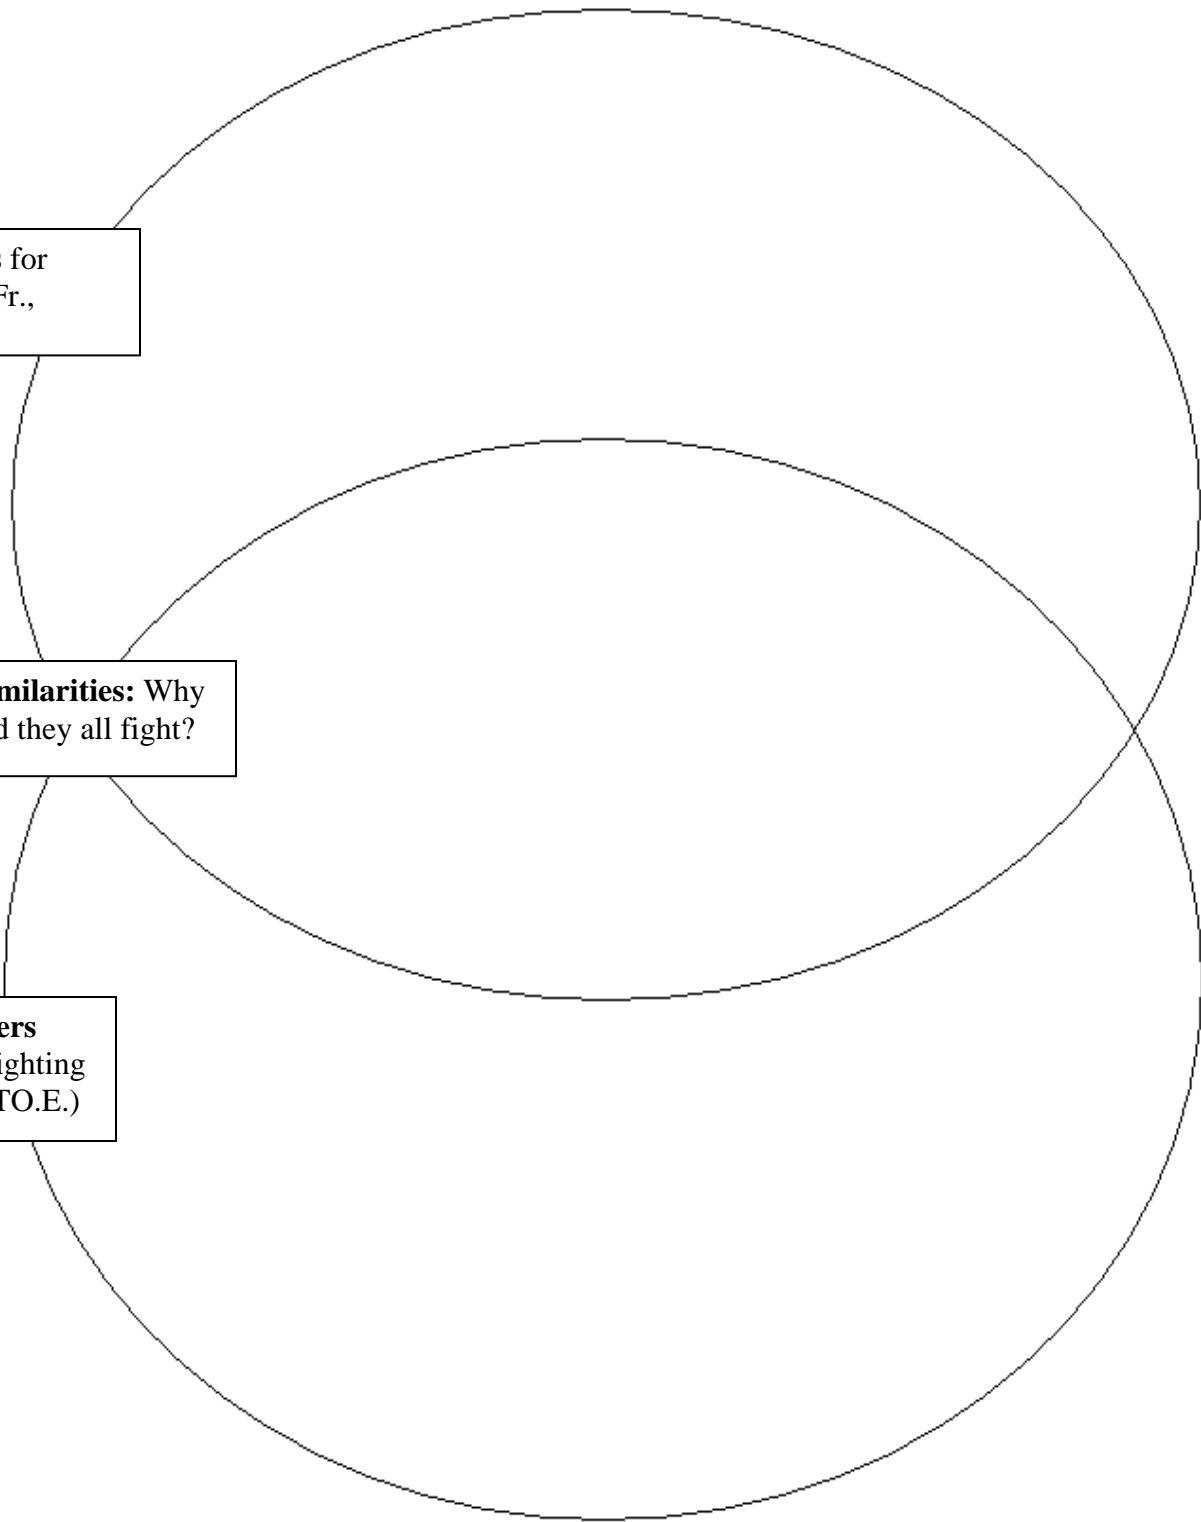 for
Fr.,
milarities: Why
d they all fight?
ers
ighting
TO.E.)